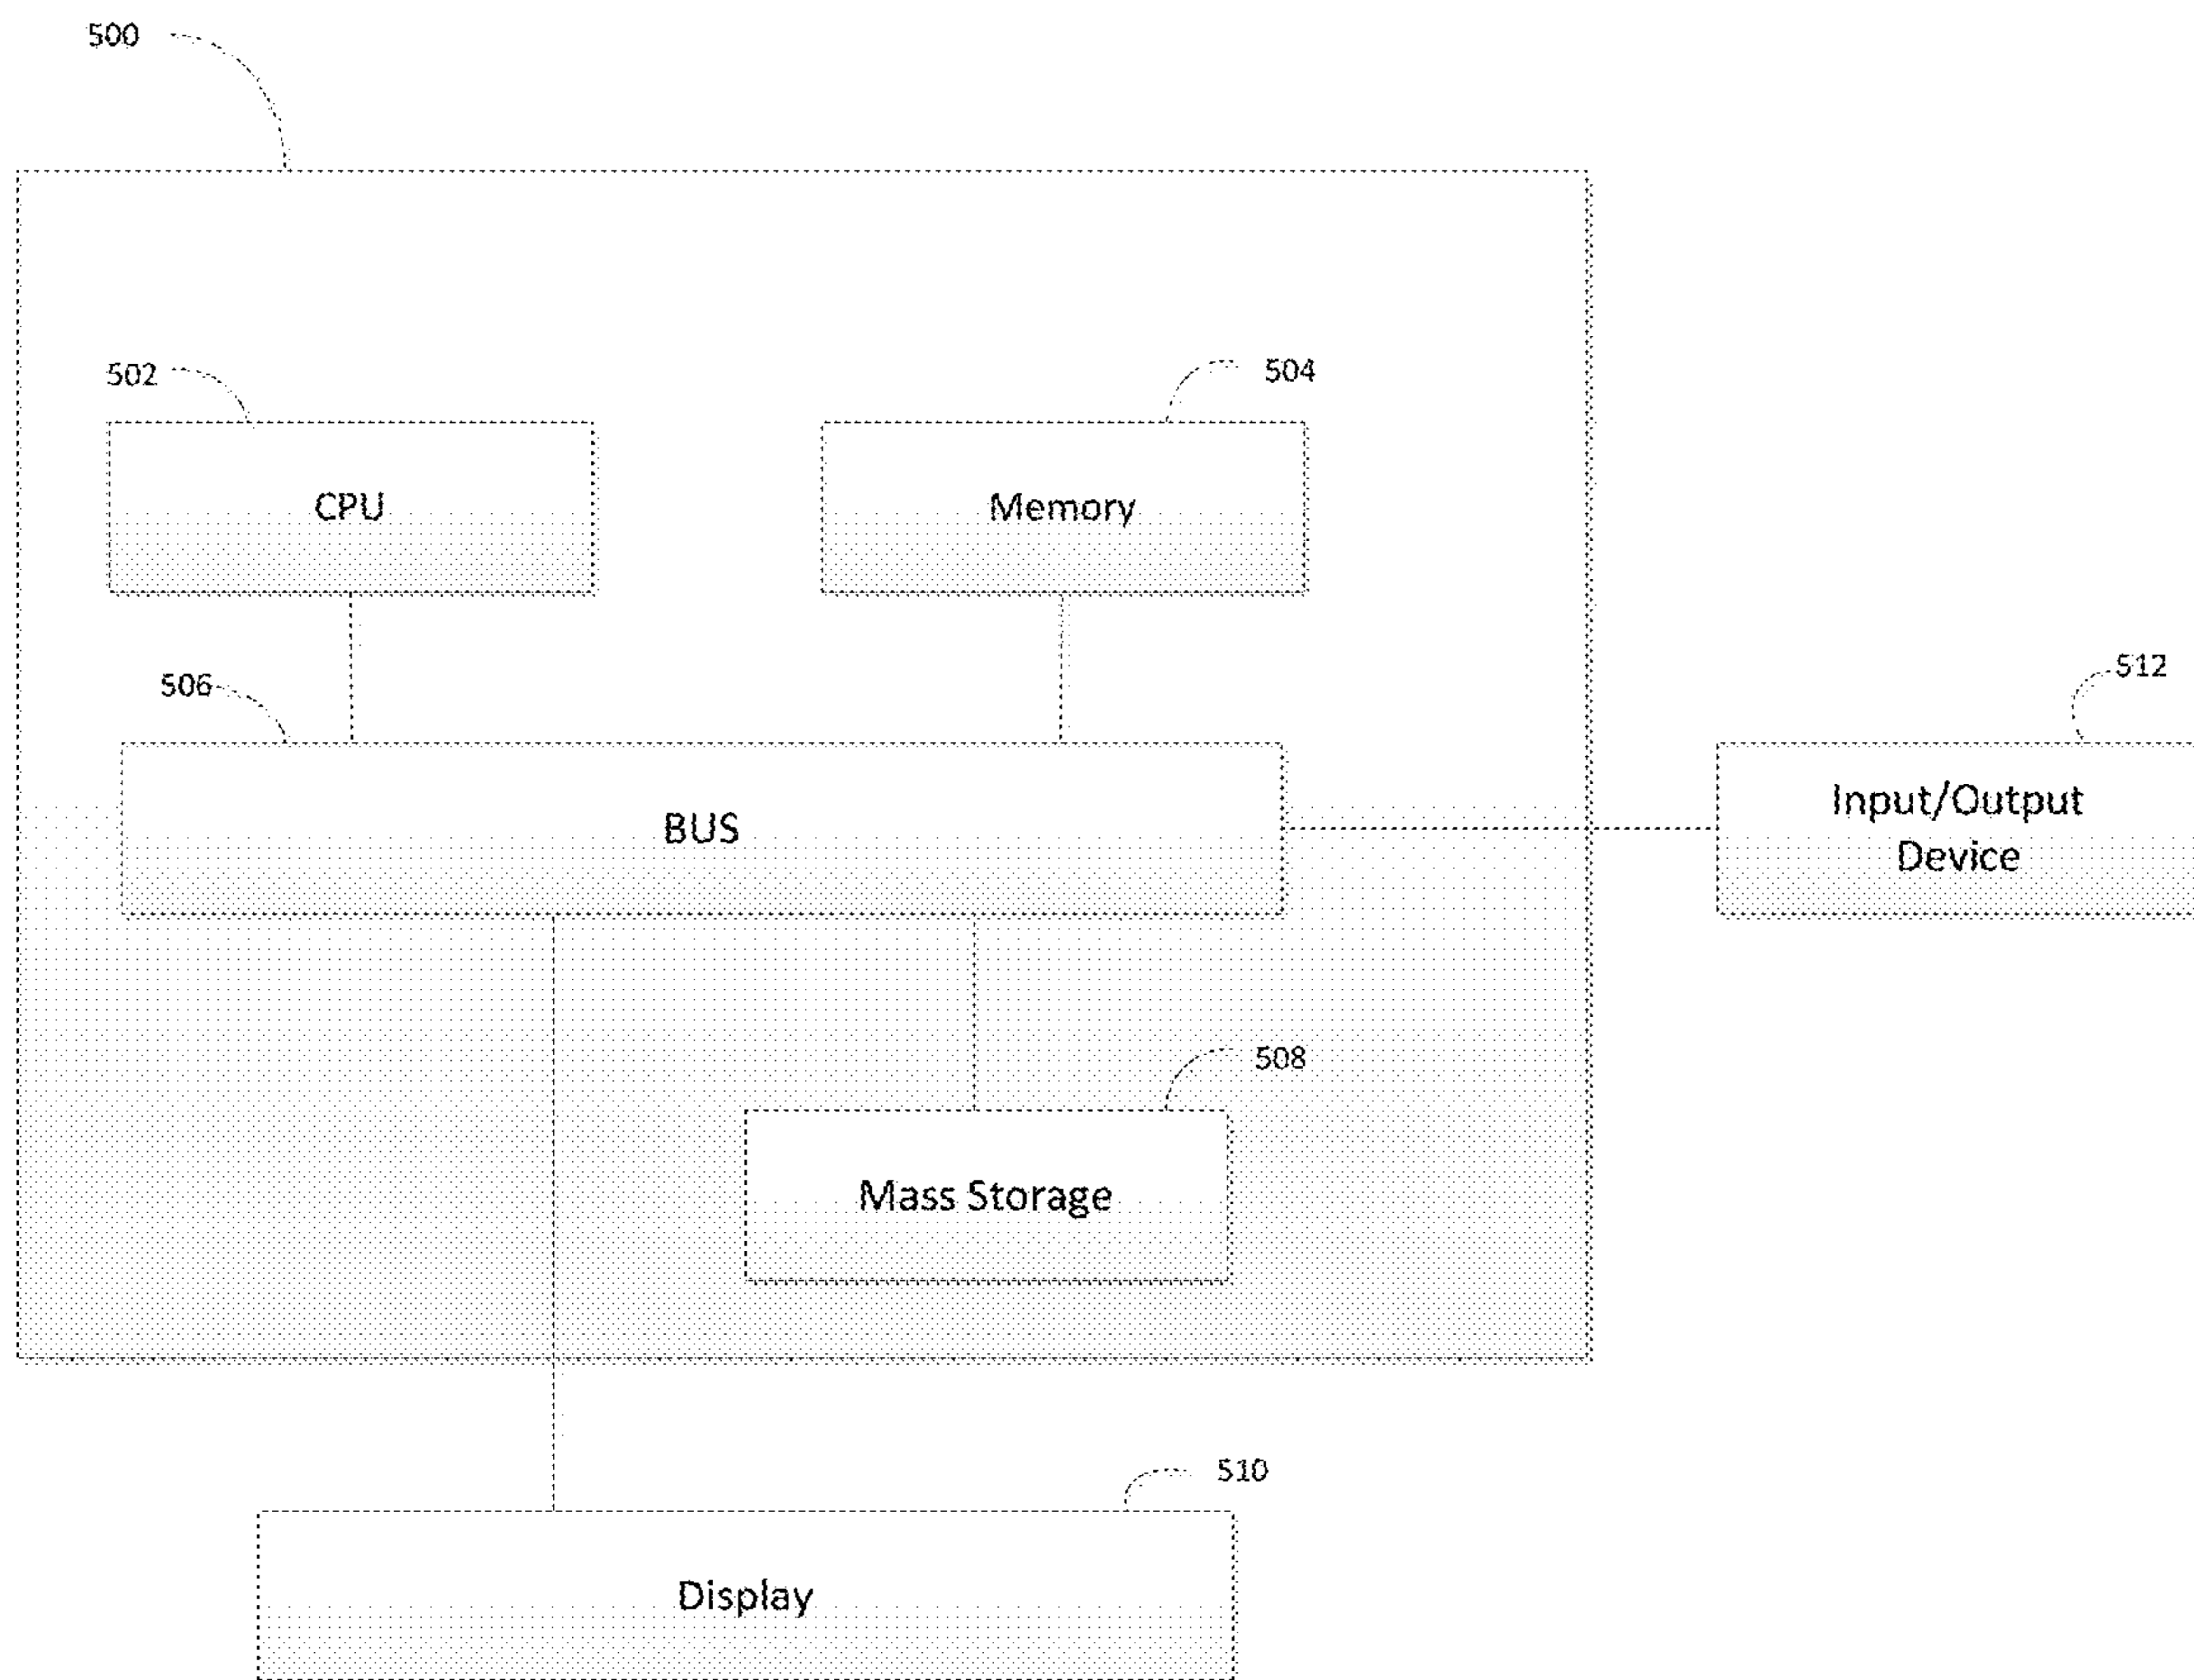 500
502
504
CPU
Memory
506
512
BUS
Input/Output
Device
508
Mass Storage
510
Display